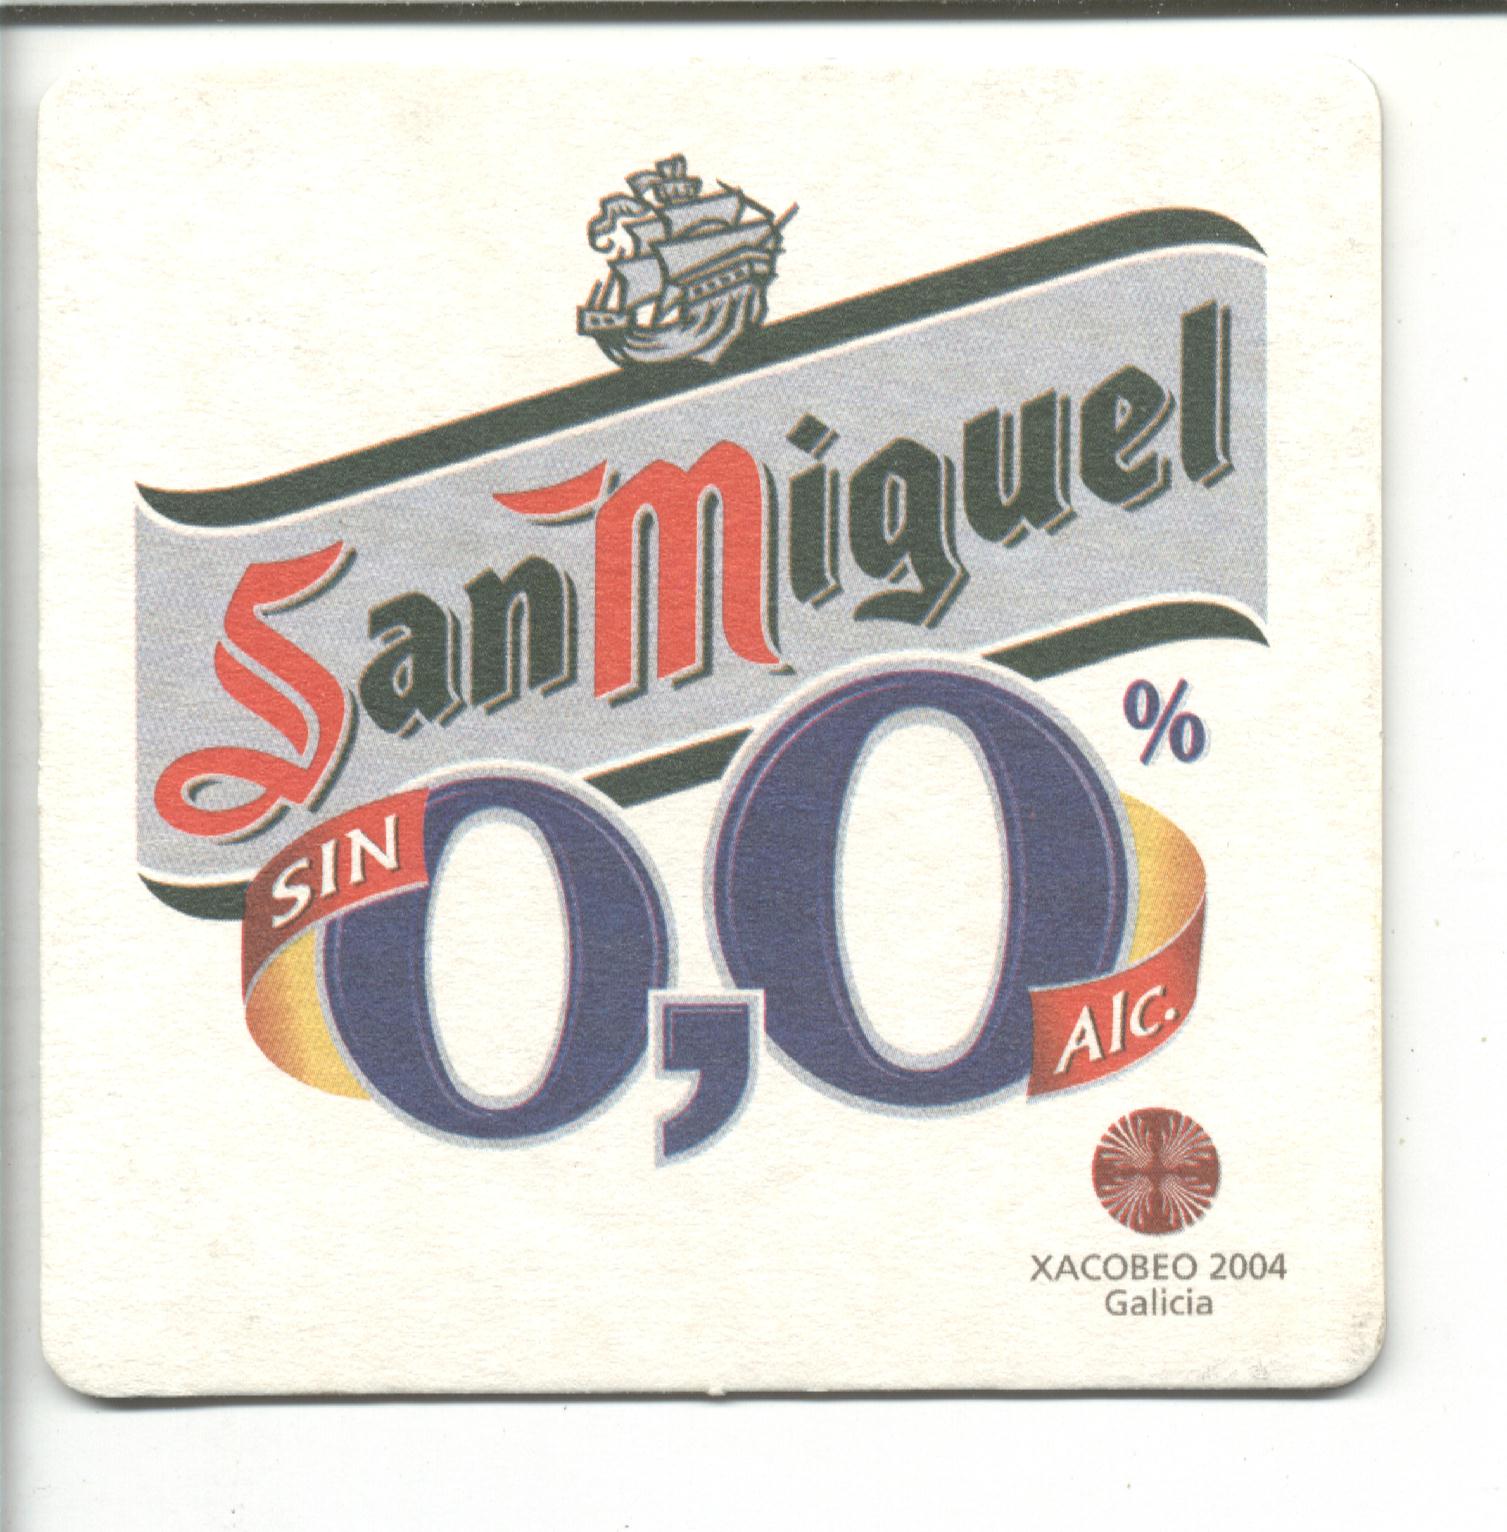 San Miguel
0,0 %
SIN
Alc.
XACOBEO 2004
Galicia